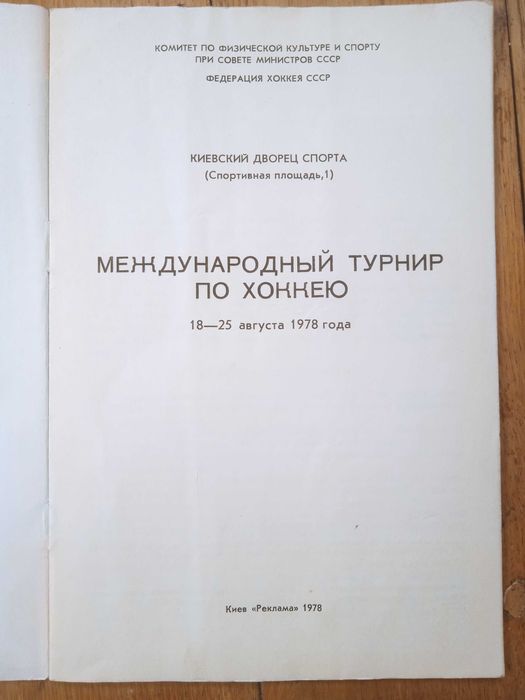 КОМИТЕТ ПО ФИЗИЧЕСКОЙ КУЛЬТУРЕ И СПОРТУ
ПРИ СОВЕТЕ МИНИСТРОВ СССР
ФЕДЕРАЦИЯ ХОККЕЯ СССР
КИЕВСКИЙ ДВОРЕЦ СПОРТА
(Спортивная площадь,1)
МЕЖДУНАРОДНЫЙ ТУРНИР
ПО ХОККЕЮ
18—25 августа 1978 года
Киев «Реклама» 1978